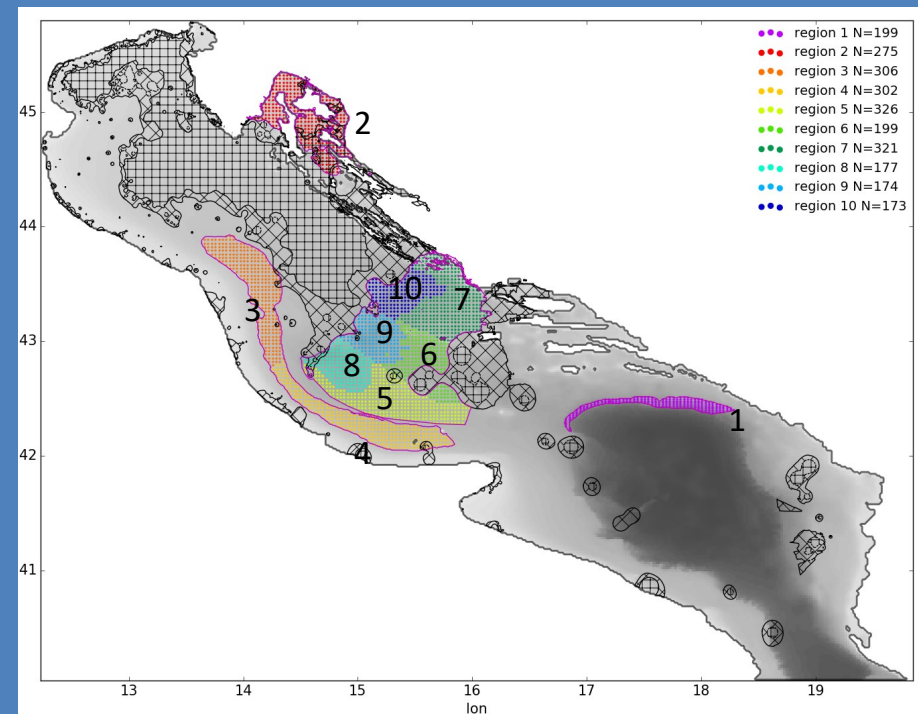 region 1 N=199
region 2 N=275
region 3 N=306
region 4 N=302
region 5 N=326
region 6 N=199
region 7 N=321
region 8 N=177
region 9 N=174
region 10 N=173
45
2
44
10
7
3
43
9
6
8
5
1
42
4
41
13 14 15 16 17 18 19
lon